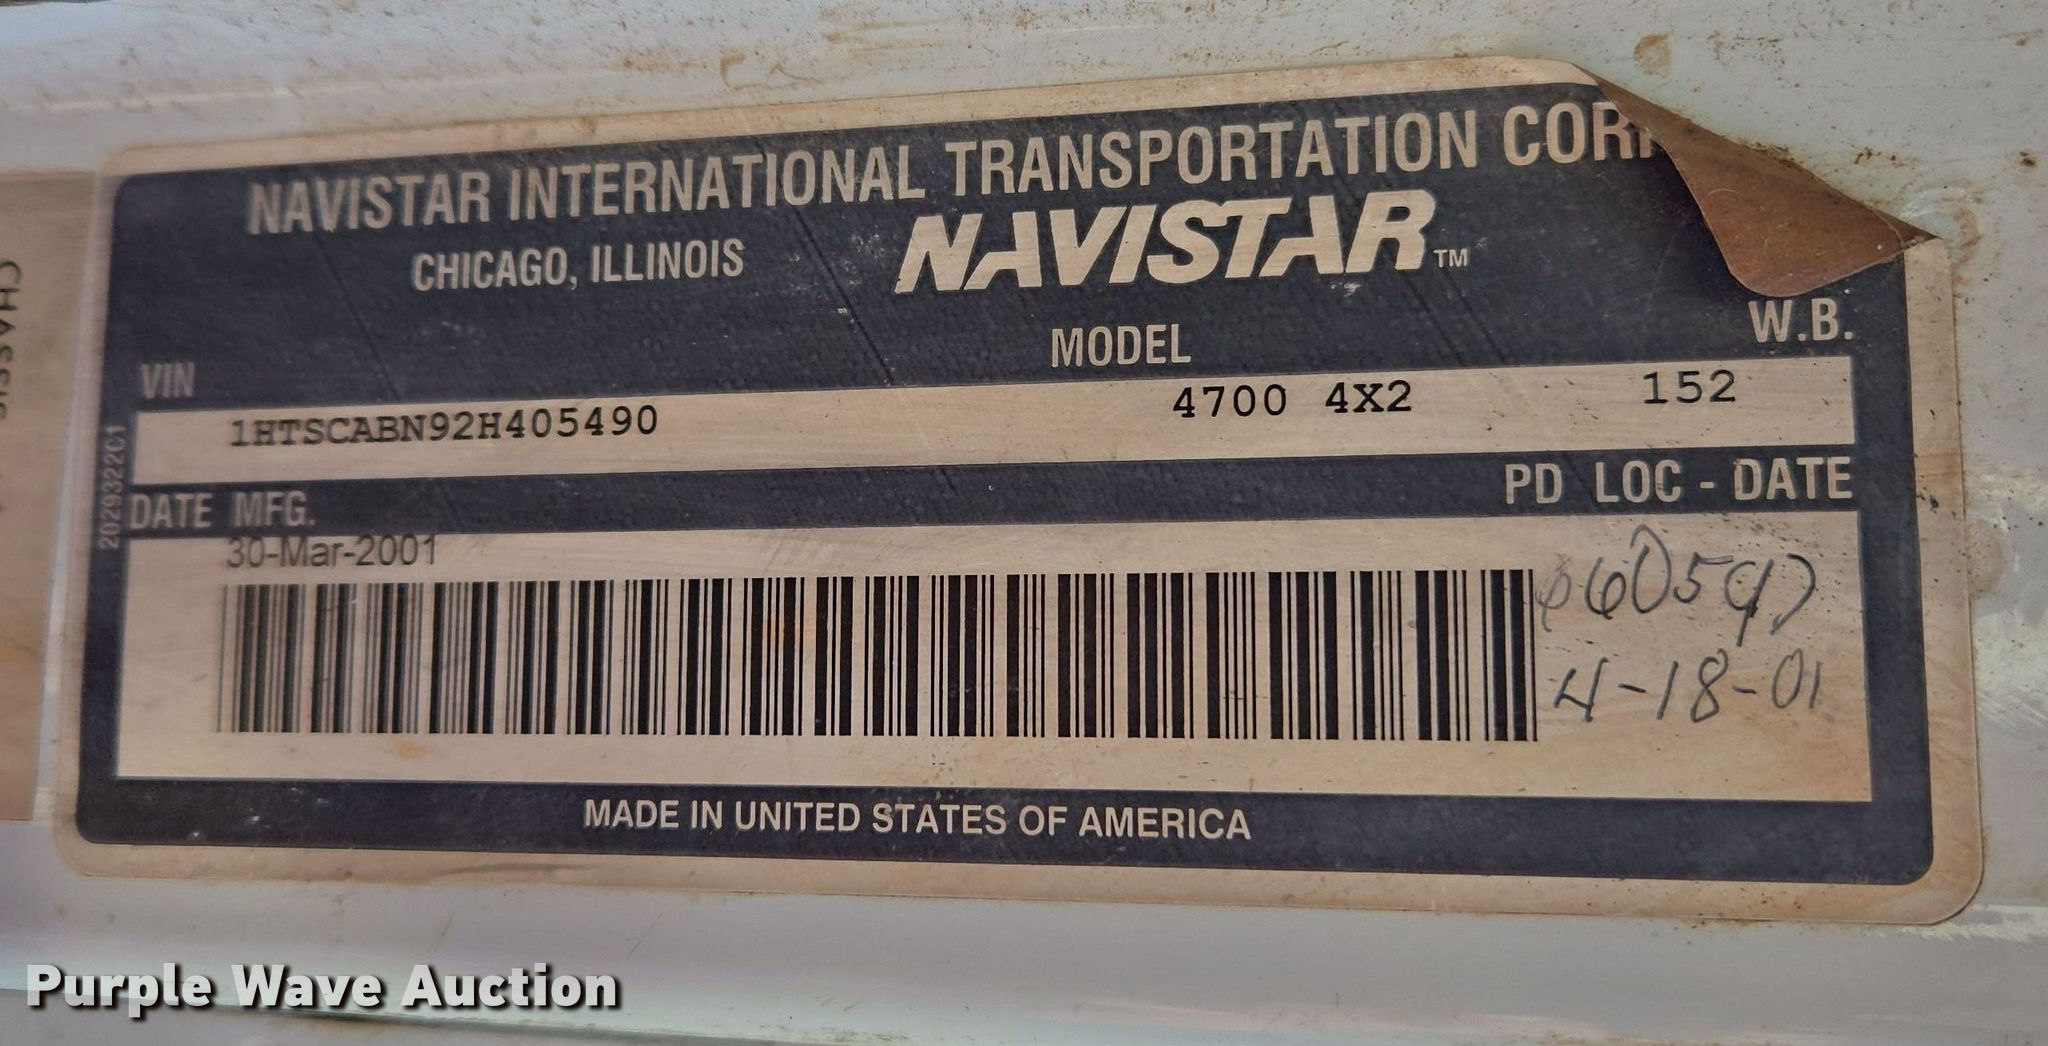 NAVISTAR INTERNATIONAL TRANSPORTATION
CHICAGO, ILLINOIS
NAVISTAR™
VIN MODEL W.B.
1HTSCABN92H405490 4700 4X2 152
2029322C1
DATE MFG. PD LOC - DATE
30-Mar-2001
4-18-01
MADE IN UNITED STATES OF AMERICA
Purple Wave Auction